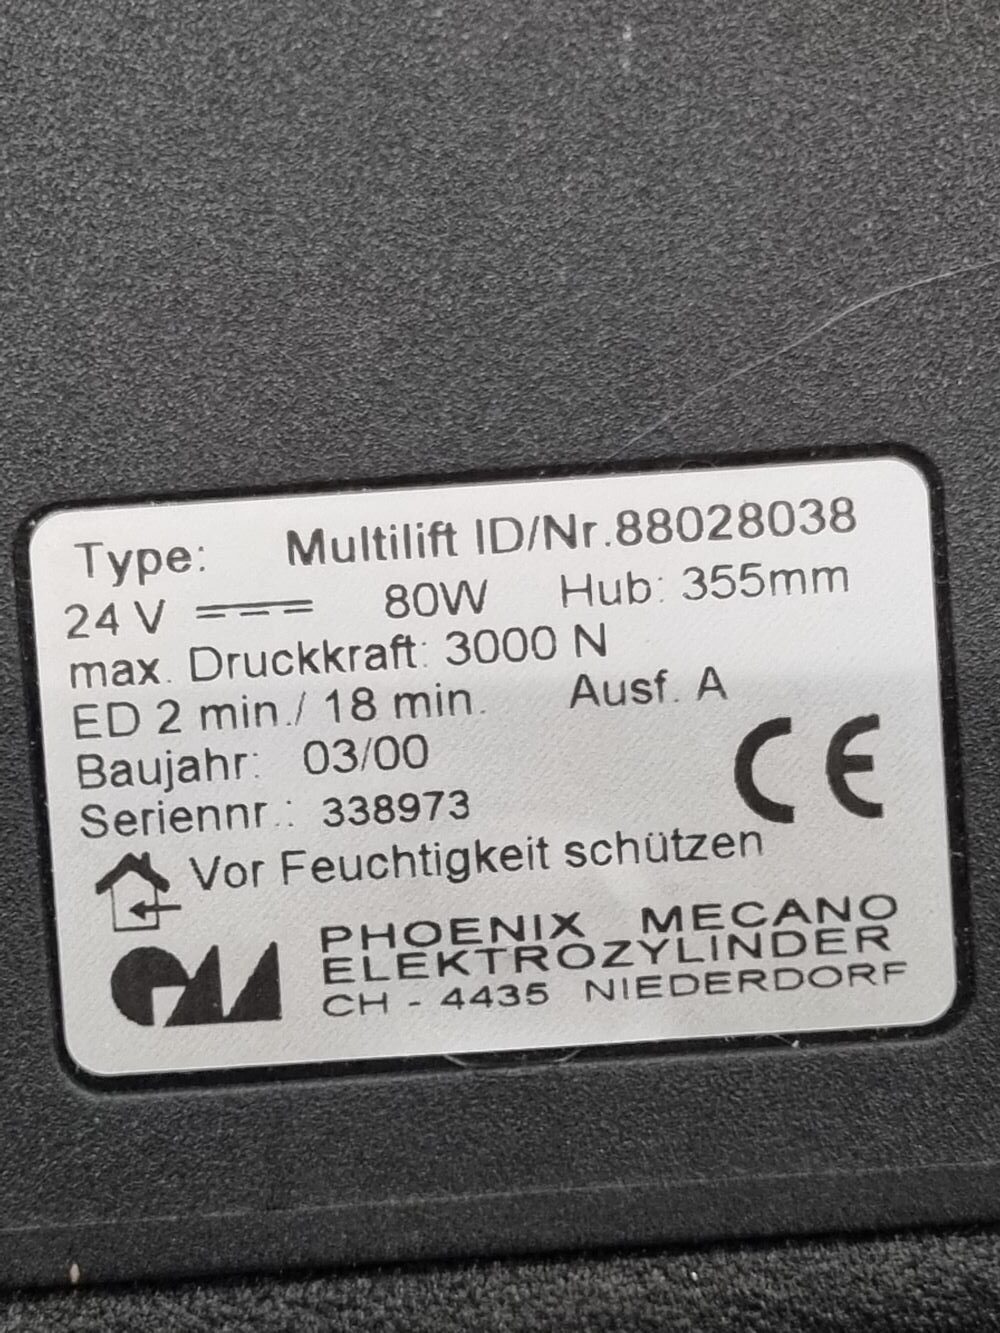 Type: Multilift ID/Nr.88028038
24 V 80W Hub: 355mm
max. Druckkraft: 3000 N
ED 2 min./ 18 min. Ausf. A
Baujahr: 03/00
Seriennr.: 338973
CE
Vor Feuchtigkeit schützen
PHOENIX MECANO
ELEKTROZYLINDER
CH - 4435 NIEDERDORF